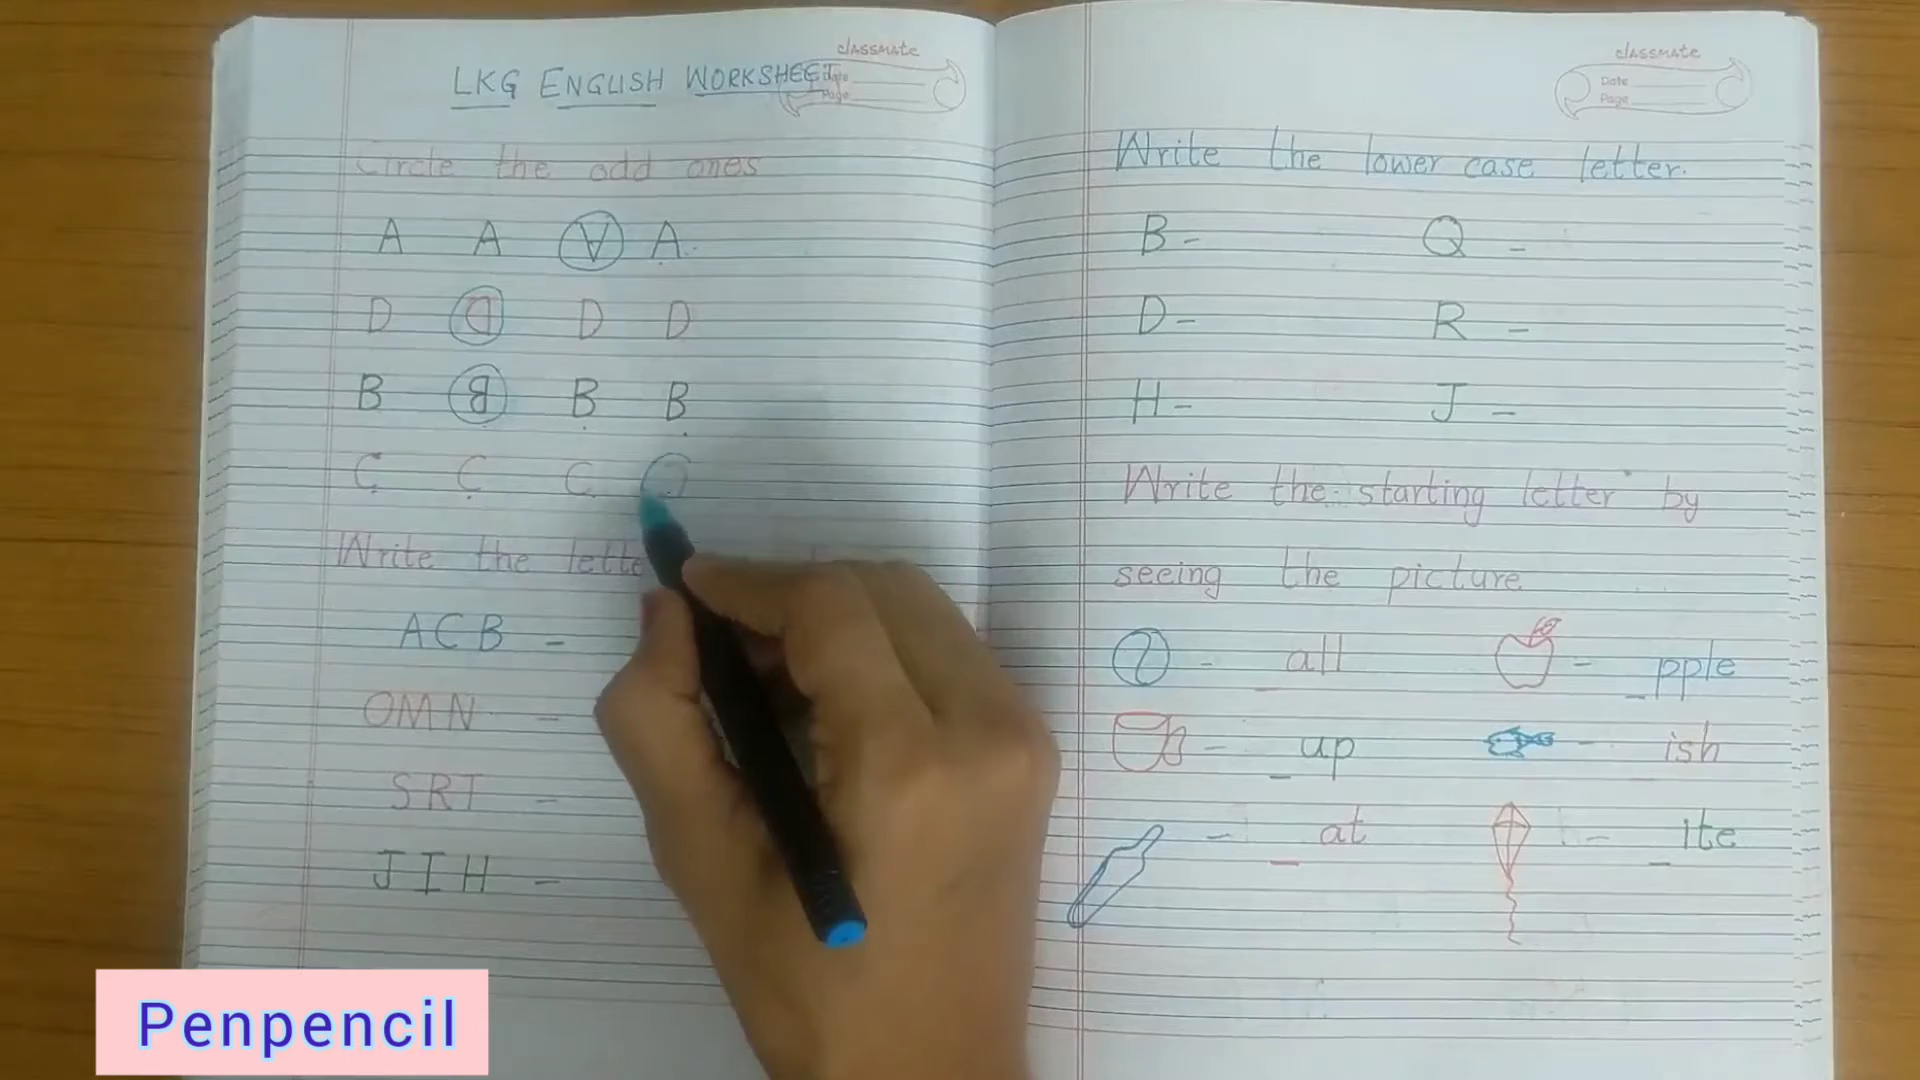 classmate
LKG ENGLISH WORKSHEET
Date
Page
Circle the odd ones
A A A A
D D D D
B B B B
C C C
Write the lette
ACB -
OMN -
SRT -
JIH -
classmate
Date
Page
Write the lower case letter.
B - Q -
D - R -
H - J -
Write the starting letter by
seeing the picture
- _all - _pple
- _up - ish
- _at - _ite
Penpencil